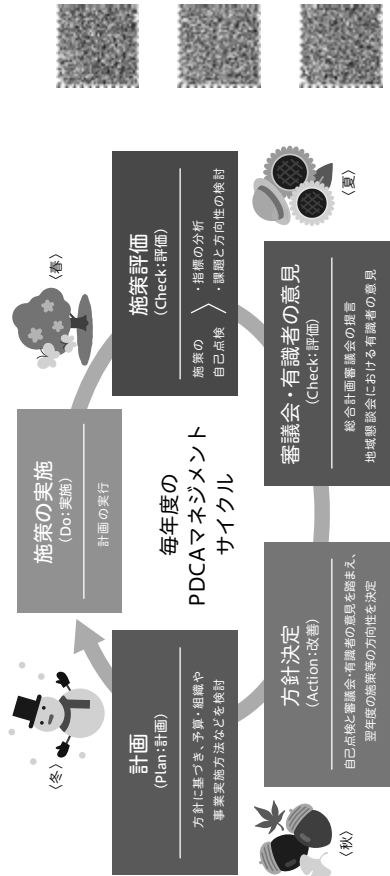 毎年度の
PDCAマネジメント
サイクル
〈冬〉
計画
(Plan:計画)
方針に基づき、予算・組織や
事業実施方法などを検討
施策の実施
(Do:実施)
計画の実行
〈春〉
施策評価
(Check:評価)
施策の
自己点検
・指標の分析
・課題と方向性の検討
〈夏〉
審議会・有識者の意見
(Check:評価)
総合計画審議会の提言
地域懇談会における有識者の意見
〈秋〉
方針決定
(Action:改善)
自己点検と審議会・有識者の意見を踏まえ、
翌年度の施策等の方向性を決定